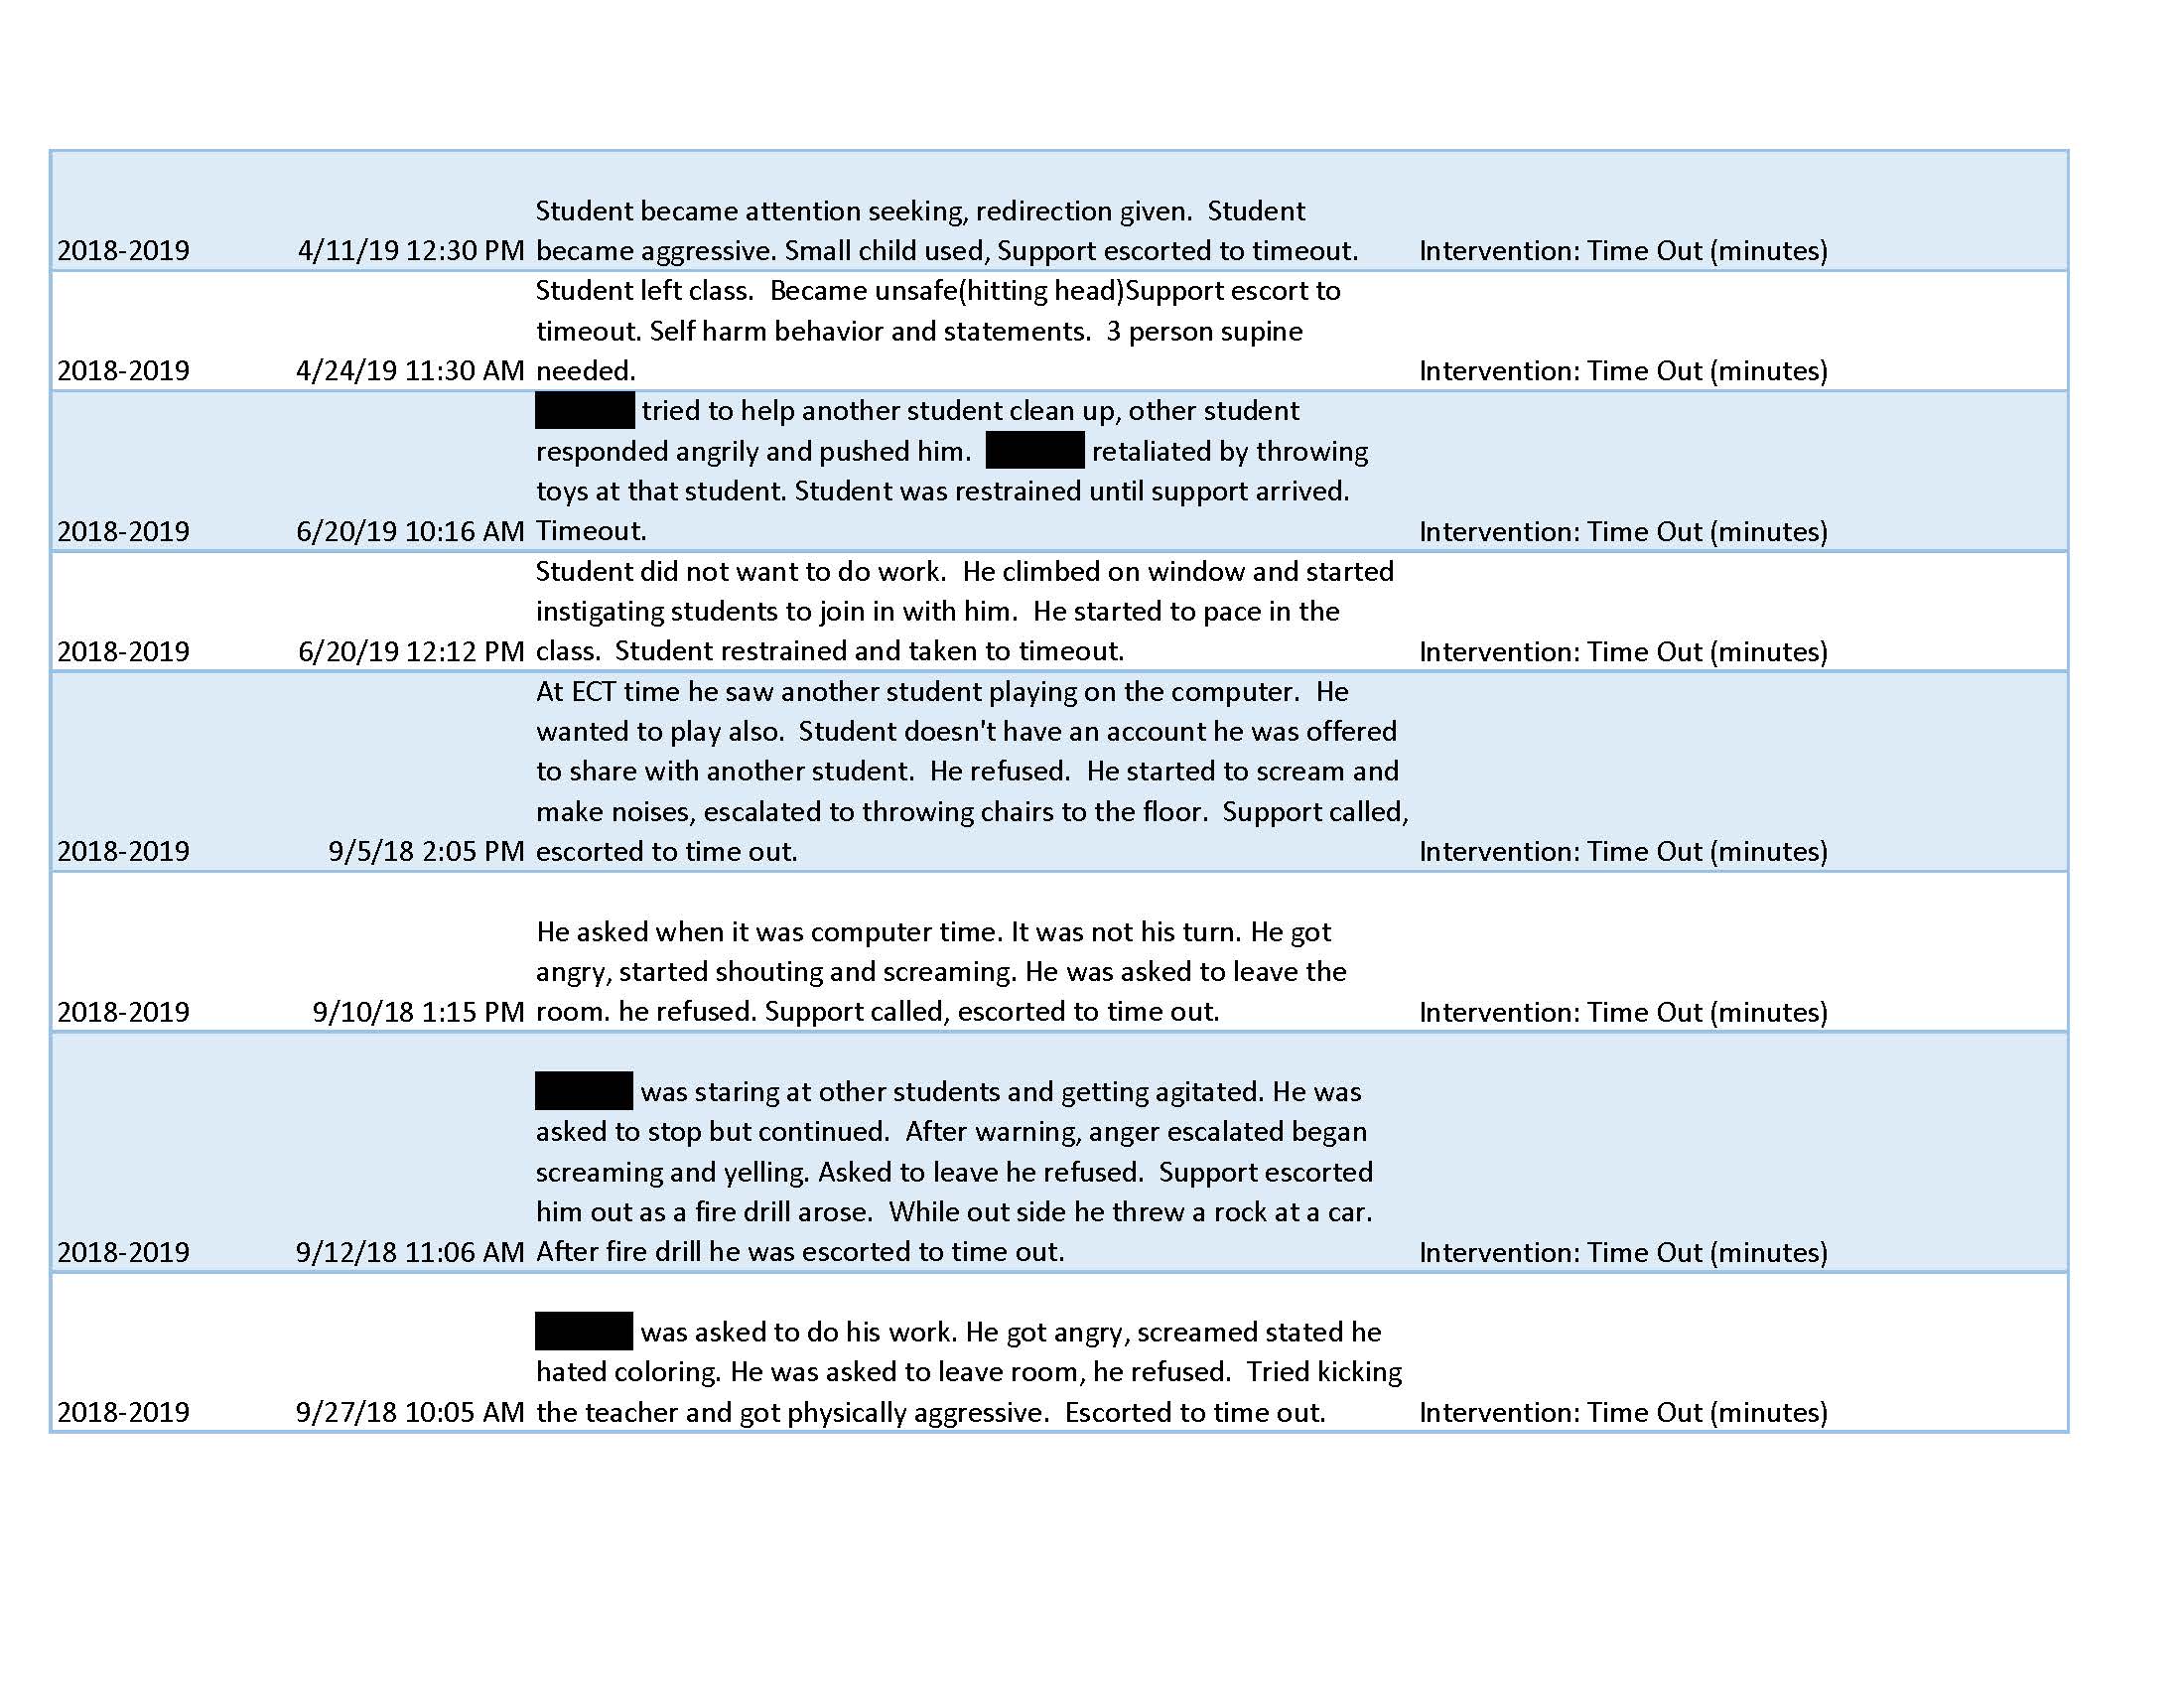 Student became attention seeking, redirection given.  Student
2018-2019 4/11/19 12:30 PM became aggressive. Small child used, Support escorted to timeout. Intervention: Time Out (minutes)
Student left class.  Became unsafe(hitting head)Support escort to
timeout. Self harm behavior and statements.  3 person supine
2018-2019 4/24/19 11:30 AM needed. Intervention: Time Out (minutes)
tried to help another student clean up, other student
responded angrily and pushed him. retaliated by throwing
toys at that student. Student was restrained until support arrived.
2018-2019 6/20/19 10:16 AM Timeout. Intervention: Time Out (minutes)
Student did not want to do work.  He climbed on window and started
instigating students to join in with him.  He started to pace in the
2018-2019 6/20/19 12:12 PM class.  Student restrained and taken to timeout. Intervention: Time Out (minutes)
At ECT time he saw another student playing on the computer.  He
wanted to play also.  Student doesn't have an account he was offered
to share with another student.  He refused.  He started to scream and
make noises, escalated to throwing chairs to the floor.  Support called,
2018-2019 9/5/18 2:05 PM escorted to time out. Intervention: Time Out (minutes)
He asked when it was computer time. It was not his turn. He got
angry, started shouting and screaming. He was asked to leave the
2018-2019 9/10/18 1:15 PM room. he refused. Support called, escorted to time out. Intervention: Time Out (minutes)
was staring at other students and getting agitated. He was
asked to stop but continued.  After warning, anger escalated began
screaming and yelling. Asked to leave he refused.  Support escorted
him out as a fire drill arose.  While out side he threw a rock at a car.
2018-2019 9/12/18 11:06 AM After fire drill he was escorted to time out. Intervention: Time Out (minutes)
was asked to do his work. He got angry, screamed stated he
hated coloring. He was asked to leave room, he refused.  Tried kicking
2018-2019 9/27/18 10:05 AM the teacher and got physically aggressive.  Escorted to time out. Intervention: Time Out (minutes)